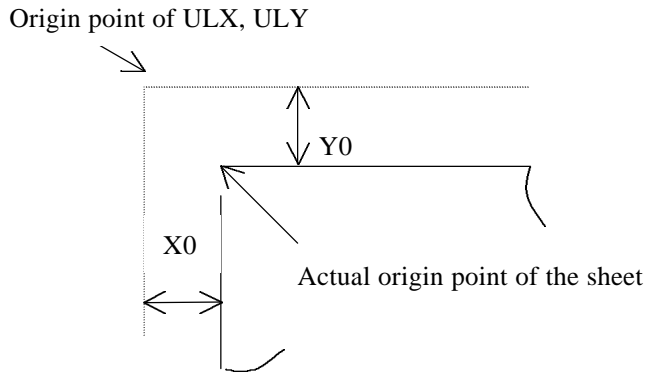 Origin point of ULX, ULY
Y0
X0
Actual origin point of the sheet